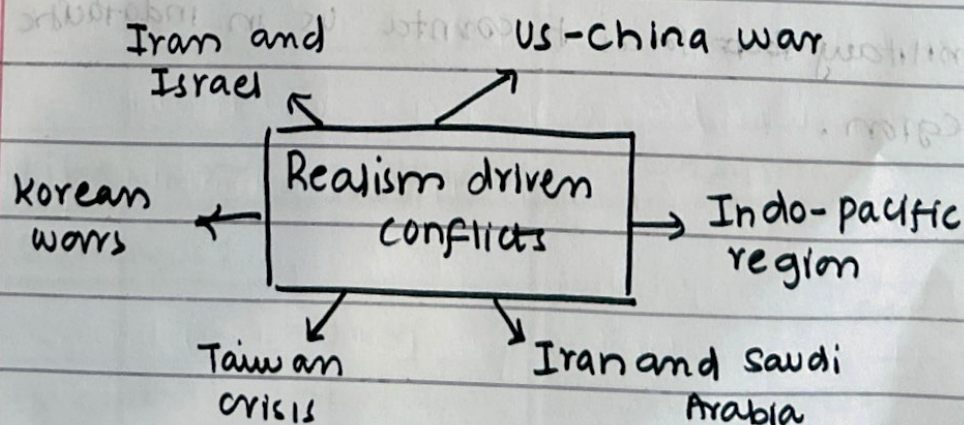 Iran and
Israel
US-China war
Realism driven
conflicts
Korean
wars
Indo-pacific
region
Taiwan
crisis
Iran and Saudi
Arabia